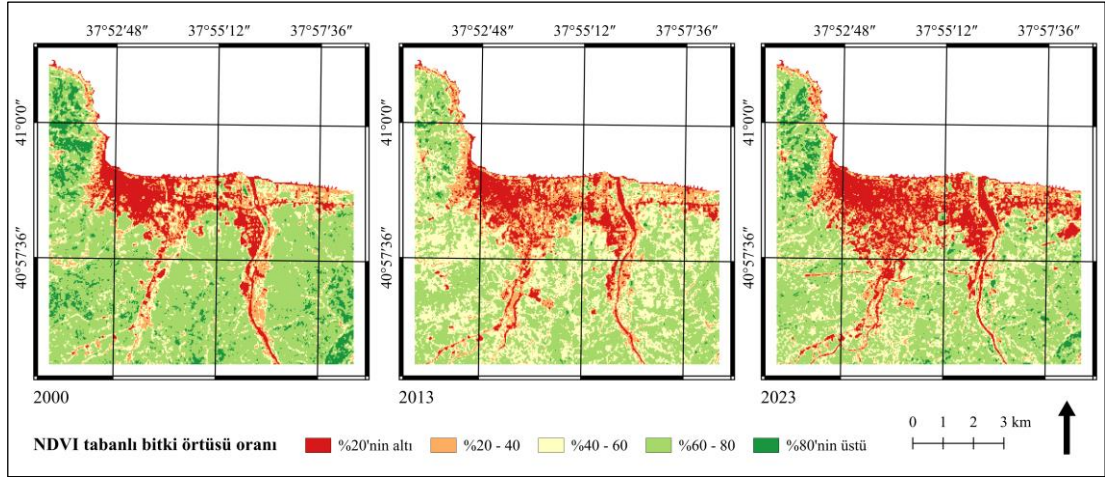 37°52'48" 37°55'12" 37°57'36" 37°52'48" 37°55'12" 37°57'36" 37°52'48" 37°55'12" 37°57'36"
41°0'0" 41°0'0" 41°0'0"
40°57'36" 40°57'36" 40°57'36"
2000 2013 2023
NDVI tabanlı bitki örtüsü oranı %20'nin altı %20 - 40 %40 - 60 %60 - 80 %80'nin üstü 0 1 2 3 km